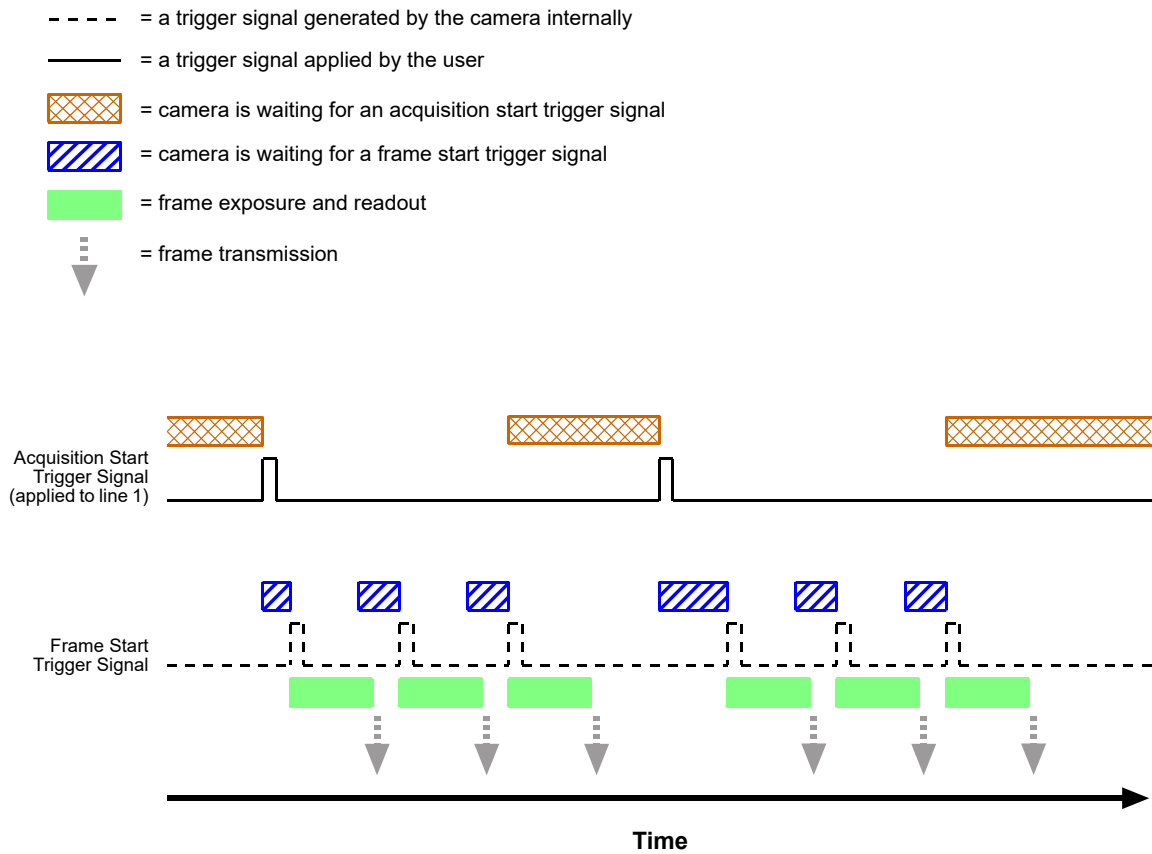 = a trigger signal generated by the camera internally
= a trigger signal applied by the user
= camera is waiting for an acquisition start trigger signal
= camera is waiting for a frame start trigger signal
= frame exposure and readout
= frame transmission
Acquisition Start
Trigger Signal
(applied to line 1)
Frame Start
Trigger Signal
Time